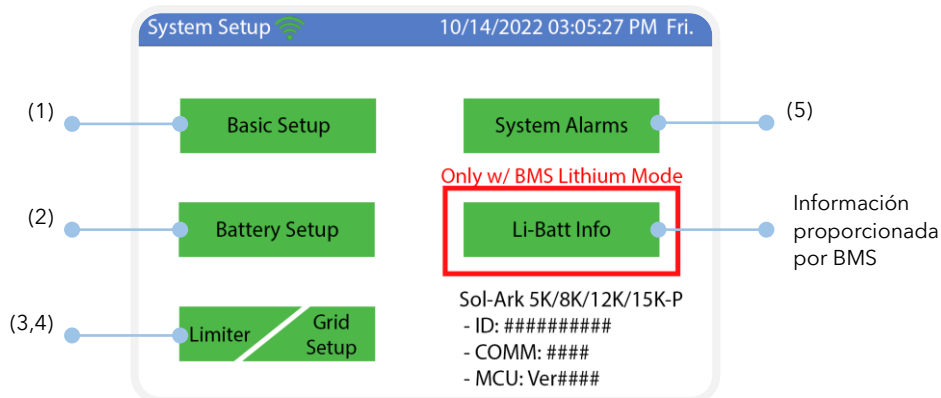 System Setup 10/14/2022 03:05:27 PM Fri.
(1)
Basic Setup
System Alarms
(5)
Only w/ BMS Lithium Mode
(2)
Battery Setup
Li-Batt Info
Información
proporcionada
por BMS
(3,4)
Limiter
Grid
Setup
Sol-Ark 5K/8K/12K/15K-P
- ID: ##########
- COMM: ####
- MCU: Ver####